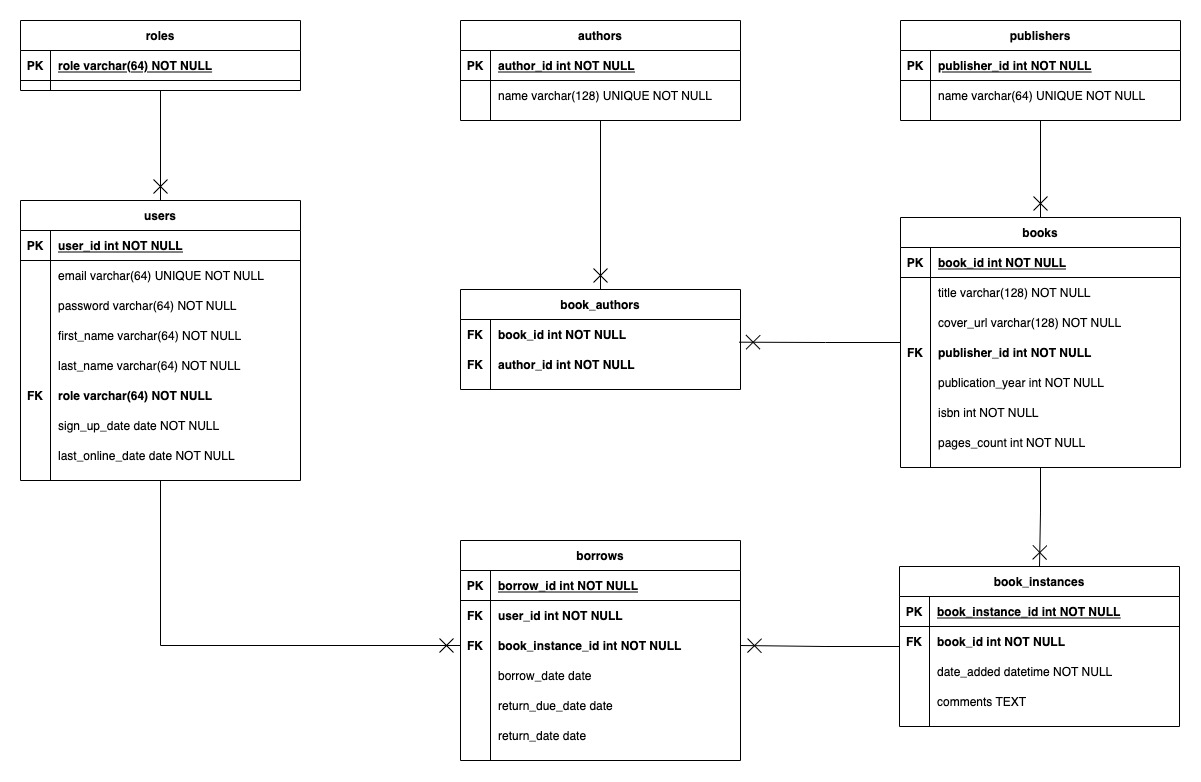 roles
PK role varchar(64) NOT NULL
authors
PK author_id int NOT NULL
name varchar(128) UNIQUE NOT NULL
publishers
PK publisher_id int NOT NULL
name varchar(64) UNIQUE NOT NULL
users
PK user_id int NOT NULL
email varchar(64) UNIQUE NOT NULL
password varchar(64) NOT NULL
first_name varchar(64) NOT NULL
last_name varchar(64) NOT NULL
FK role varchar(64) NOT NULL
sign_up_date date NOT NULL
last_online_date date NOT NULL
book_authors
FK book_id int NOT NULL
FK author_id int NOT NULL
books
PK book_id int NOT NULL
title varchar(128) NOT NULL
cover_url varchar(128) NOT NULL
FK publisher_id int NOT NULL
publication_year int NOT NULL
isbn int NOT NULL
pages_count int NOT NULL
borrows
PK borrow_id int NOT NULL
FK user_id int NOT NULL
FK book_instance_id int NOT NULL
borrow_date date
return_due_date date
return_date date
book_instances
PK book_instance_id int NOT NULL
FK book_id int NOT NULL
date_added datetime NOT NULL
comments TEXT